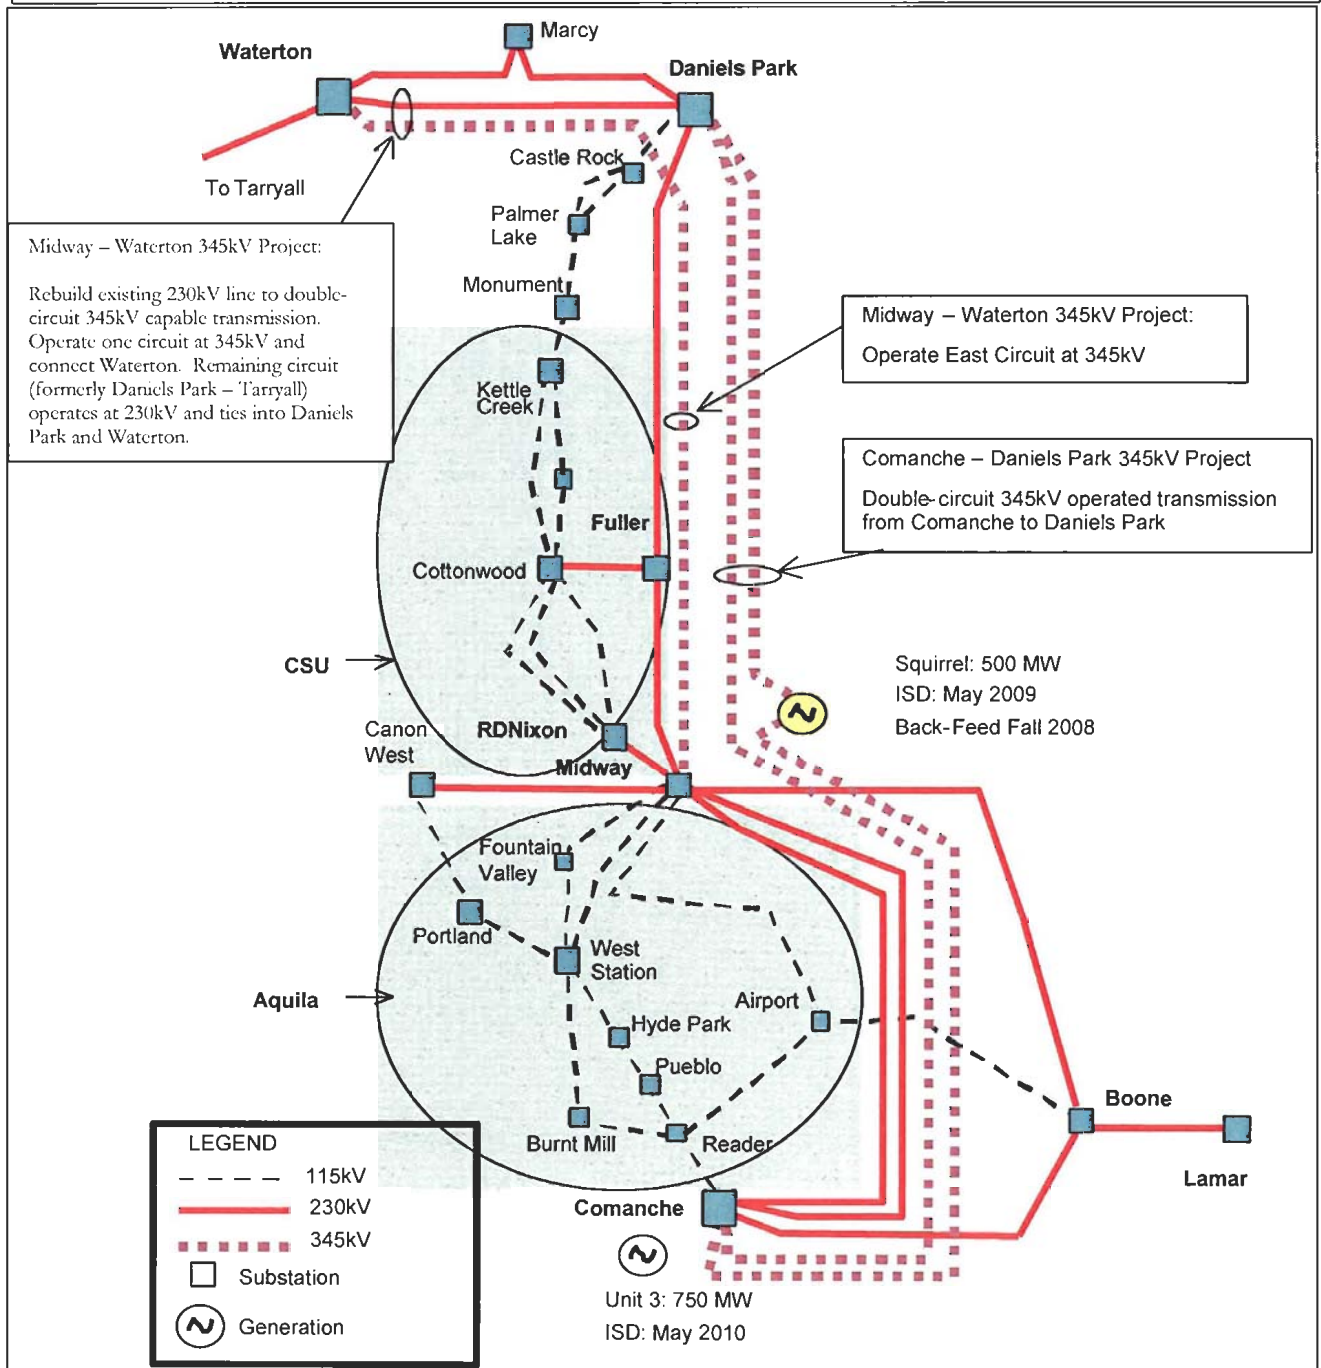 Marcy
Waterton
Daniels Park
Castle Rock
To Tarryall
Palmer
Lake
Midway – Waterton 345kV Project:
Rebuild existing 230kV line to double-
circuit 345kV capable transmission.
Operate one circuit at 345kV and
connect Waterton. Remaining circuit
(formerly Daniels Park – Tarryall)
operates at 230kV and ties into Daniels
Park and Waterton.
Monument
Midway – Waterton 345kV Project:
Operate East Circuit at 345kV
Kettle
Creek
Comanche – Daniels Park 345kV Project
Double-circuit 345kV operated transmission
from Comanche to Daniels Park
Fuller
Cottonwood
CSU
Squirrel: 500 MW
ISD: May 2009
Back-Feed Fall 2008
RDNixon
Canon
West
Midway
Fountain
Valley
Portland
West
Station
Aquila
Airport
Hyde Park
Pueblo
Boone
Burnt Mill
Reader
Lamar
Comanche
LEGEND
115kV
230kV
345kV
Substation
Generation
Unit 3: 750 MW
ISD: May 2010